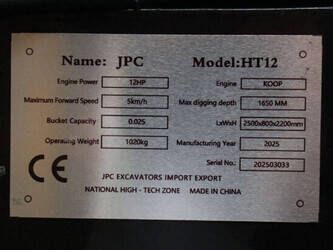 Name: JPC Model:HT12
Engine Power 12HP Engine KOOP
Maximum Forward Speed 5km/h Max digging depth 1650 MM
Bucket Capacity 0.025 LxWxH 2500x800x2200mm
Operating Weight 1020kg Manufacturing Year 2025
Serial No.: 202503033
CE
JPC EXCAVATORS IMPORT EXPORT
NATIONAL HIGH - TECH ZONE MADE IN CHINA